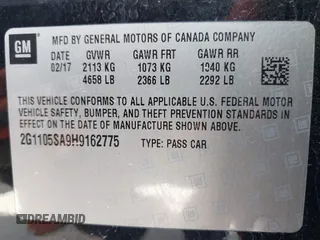 GM
MFD BY GENERAL MOTORS OF CANADA COMPANY
DATE GVWR GAWR FRT GAWR RR
02/17 2113 KG 1073 KG 1040 KG
4658 LB 2366 LB 2292 LB
THIS VEHICLE CONFORMS TO ALL APPLICABLE U.S. FEDERAL MOTOR
VEHICLE SAFETY, BUMPER, AND THEFT PREVENTION STANDARDS
IN EFFECT ON THE DATE OF MANUFACTURE SHOWN ABOVE.
2G1105SA9H9162775 TYPE: PASS CAR
DREAMBID